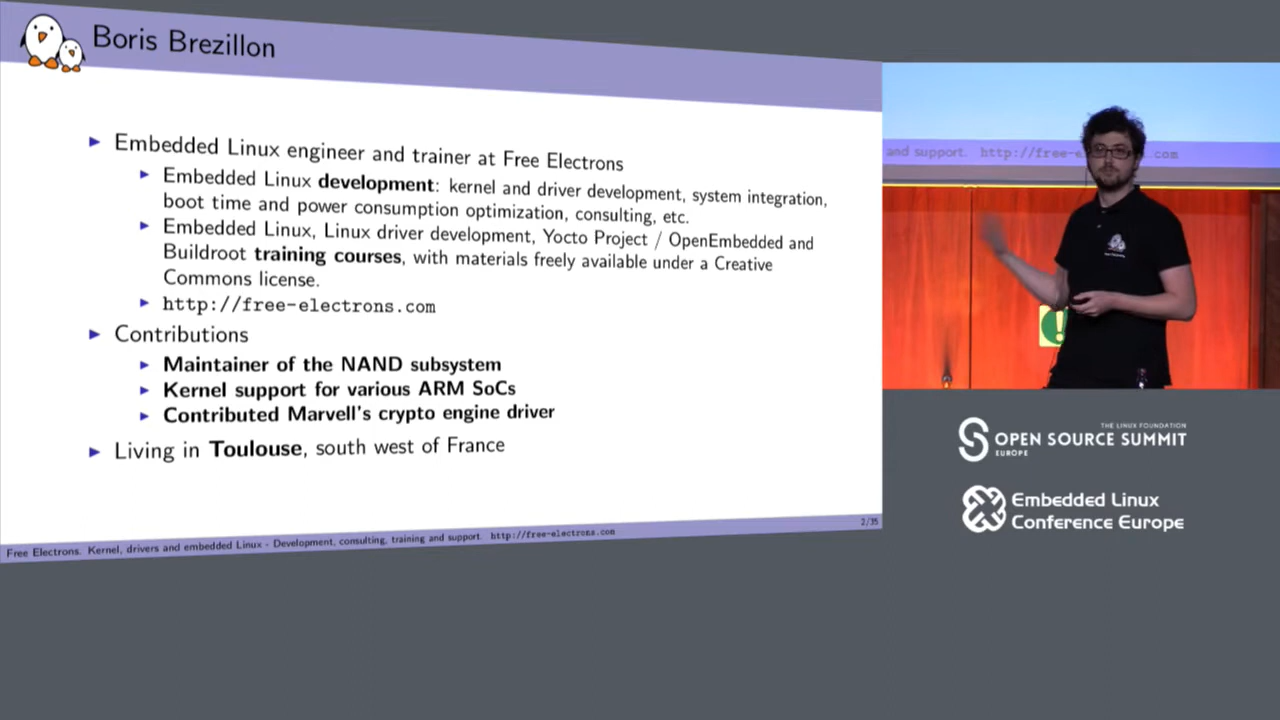 Boris Brezillon
Embedded Linux engineer and trainer at Free Electrons
Embedded Linux development: kernel and driver development, system integration,
boot time and power consumption optimization, consulting, etc.
Embedded Linux, Linux driver development, Yocto Project / OpenEmbedded and
Buildroot training courses, with materials freely available under a Creative
Commons license.
http://free-electrons.com
Contributions
Maintainer of the NAND subsystem
Kernel support for various ARM SoCs
Contributed Marvell's crypto engine driver
Living in Toulouse, south west of France
2/35
Free Electrons. Kernel, drivers and embedded Linux - Development, consulting, training and support. http://free-electrons.com
and support. http://free-e com
THE LINUX FOUNDATION
OPEN SOURCE SUMMIT
EUROPE
Embedded Linux
Conference Europe